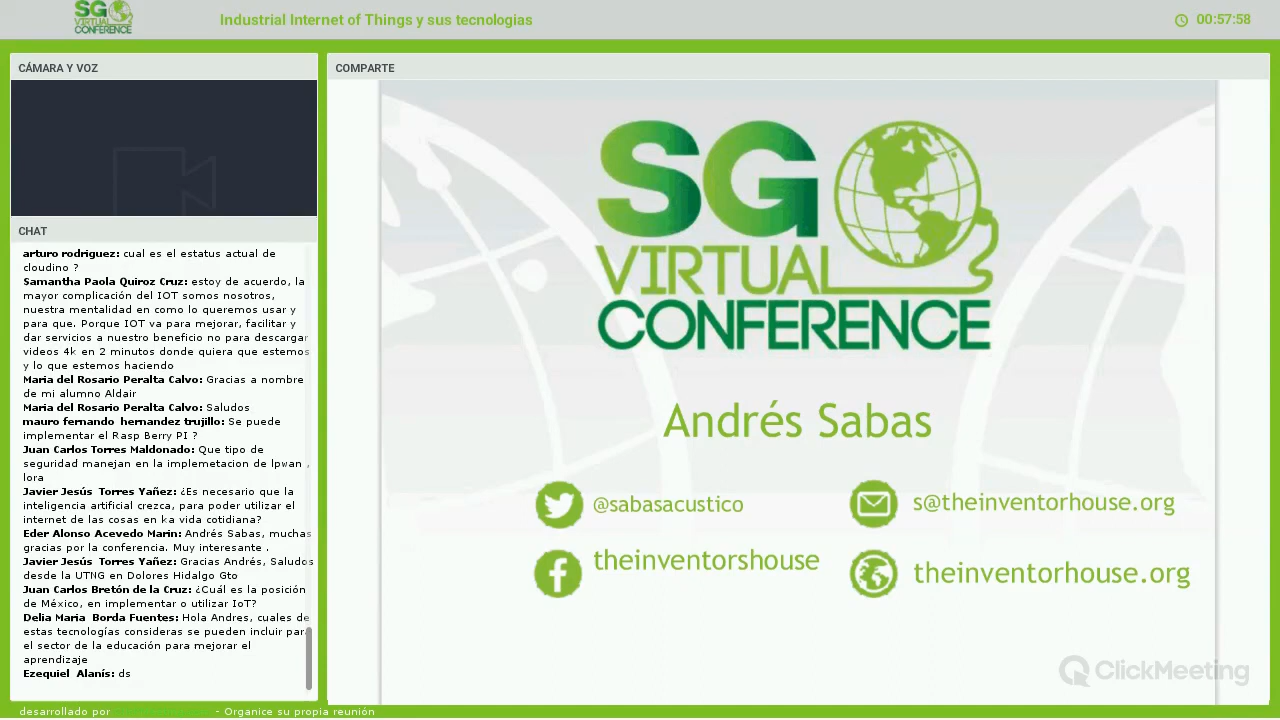 SG
VIRTUAL
CONFERENCE
Industrial Internet of Things y sus tecnologias
00:57:58
CÁMARA Y VOZ
CHAT
arturo rodriguez: cual es el estatus actual de
cloudino ?
Samantha Paola Quiroz Cruz: estoy de acuerdo, la
mayor complicación del IOT somos nosotros,
nuestra mentalidad en como lo queremos usar y
para que. Porque IOT va para mejorar, facilitar y
dar servicios a nuestro beneficio no para descargar
videos 4k en 2 minutos donde quiera que estemos
y lo que estemos haciendo
Maria del Rosario Peralta Calvo: Gracias a nombre
de mi alumno Aldair
Maria del Rosario Peralta Calvo: Saludos
mauro fernando hernandez trujillo: Se puede
implementar el Rasp Berry PI ?
Juan Carlos Torres Maldonado: Que tipo de
seguridad manejan en la implemetacion de lpwan ,
lora
Javier Jesús Torres Yañez: ¿Es necesario que la
inteligencia artificial crezca, para poder utilizar el
internet de las cosas en ka vida cotidiana?
Eder Alonso Acevedo Marin: Andrés Sabas, muchas
gracias por la conferencia. Muy interesante .
Javier Jesús Torres Yañez: Gracias Andrés, Saludos
desde la UTNG en Dolores Hidalgo Gto
Juan Carlos Bretón de la Cruz: ¿Cuál es la posición
de México, en implementar o utilizar IoT?
Delia Maria Borda Fuentes: Hola Andres, cuales de
estas tecnologías consideras se pueden incluir para
el sector de la educación para mejorar el
aprendizaje
Ezequiel Alanís: ds
COMPARTE
SG
VIRTUAL
CONFERENCE
Andrés Sabas
@sabasacustico
s@theinventorhouse.org
theinventorshouse
theinventorhouse.org
ClickMeeting
desarrollado por
- Organice su propia reunión